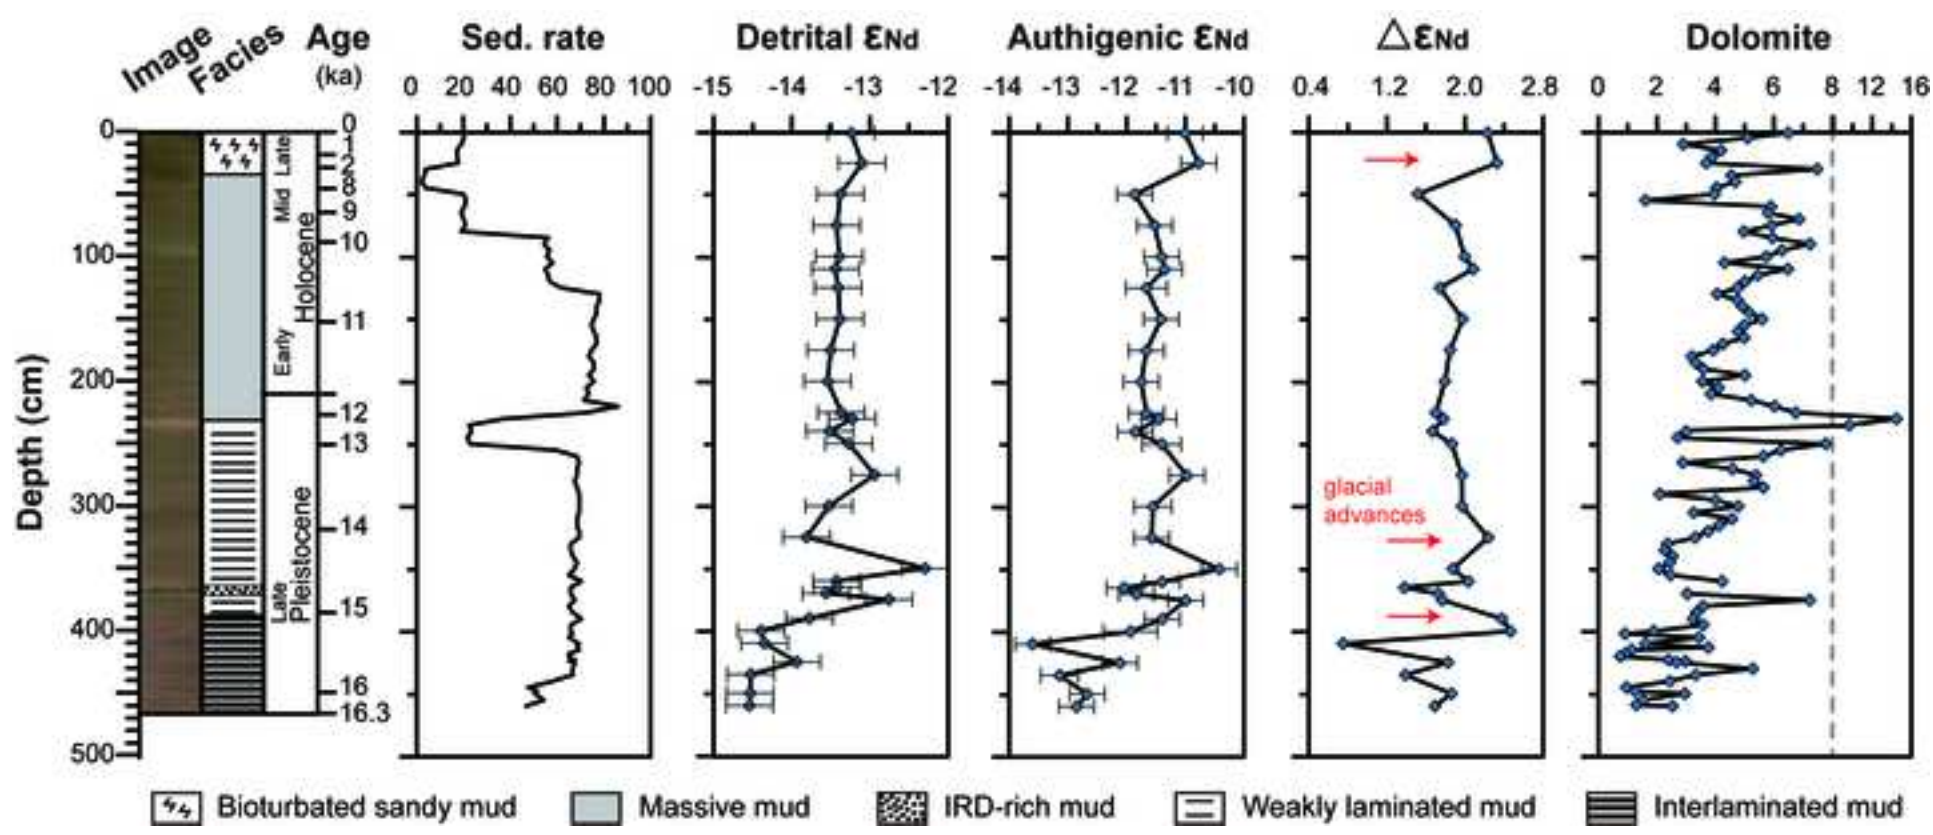 Image Facies Age (ka) Sed. rate Detrital εNd Authigenic εNd △εNd Dolomite
0 20 40 60 80 100 -15 -14 -13 -12 -14 -13 -12 -11 -10 0.4 1.2 2.0 2.8 0 2 4 6 8 12 16
Depth (cm)
0
100
200
300
400
500
Late
Mid
Early
Holocene
Late
Pleistocene
0
1
2
8
9
10
11
12
13
14
15
16
16.3
glacial
advances
Bioturbated sandy mud Massive mud IRD-rich mud Weakly laminated mud Interlaminated mud